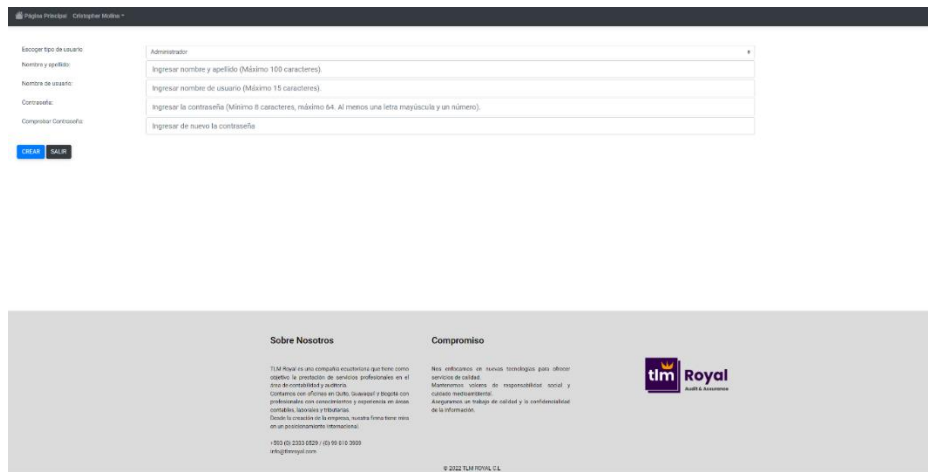 Página Principal Cristopher Molina
Escoger tipo de usuario
Administrador
Nombre y apellido:
Ingresar nombre y apellido (Máximo 100 caracteres).
Nombre de usuario:
Ingresar nombre de usuario (Máximo 15 caracteres).
Contraseña:
Ingresar la contraseña (Mínimo 8 caracteres, máximo 64. Al menos una letra mayúscula y un número).
Comprobar Contraseña:
Ingresar de nuevo la contraseña
CREAR SALIR
Sobre Nosotros
TLM Royal es una compañía ecuatoriana que tiene como
objetivo la prestación de servicios profesionales en el
área de contabilidad y auditoría.
Contamos con oficinas en Quito, Guayaquil y Bogotá con
profesionales con conocimientos y experiencia en áreas
contables, laborales y tributarias.
Desde la creación de la empresa, nuestra firma tiene mira
en un posicionamiento internacional.
info@tlmroyal.com
Compromiso
Nos enfocamos en nuevas tecnologías para ofrecer
servicios de calidad.
Mantenemos valores de responsabilidad social y
cuidado medioambiental.
Aseguramos un trabajo de calidad y la confidencialidad
de la información.
tlm Royal
Audit & Assurance
© 2022 TLM ROYAL C.L.